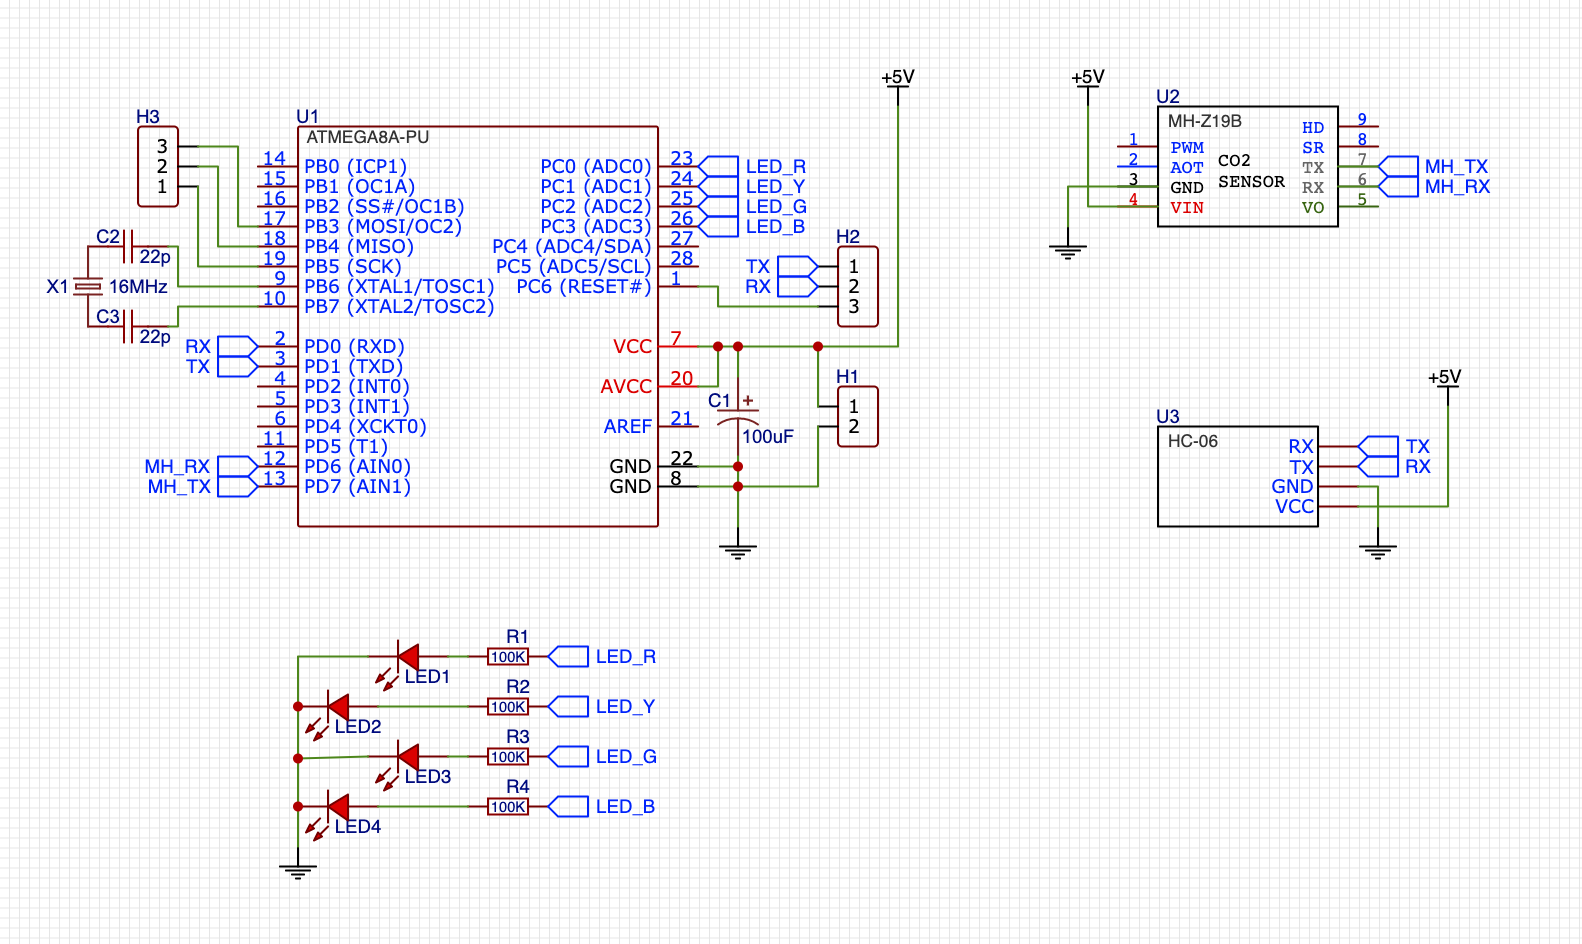 +5V
+5V
U2
MH-Z19B
CO2
SENSOR
1 PWM
2 AOT
3 GND
4 VIN
HD 9
SR 8
TX 7 MH_TX
RX 6 MH_RX
VO 5
H3
3
2
1
U1
ATMEGA8A-PU
14 PB0 (ICP1)
15 PB1 (OC1A)
16 PB2 (SS#/OC1B)
17 PB3 (MOSI/OC2)
18 PB4 (MISO)
19 PB5 (SCK)
9 PB6 (XTAL1/TOSC1)
10 PB7 (XTAL2/TOSC2)
RX 2 PD0 (RXD)
TX 3 PD1 (TXD)
4 PD2 (INT0)
5 PD3 (INT1)
6 PD4 (XCKT0)
11 PD5 (T1)
MH_RX 12 PD6 (AIN0)
MH_TX 13 PD7 (AIN1)
PC0 (ADC0) 23 LED_R
PC1 (ADC1) 24 LED_Y
PC2 (ADC2) 25 LED_G
PC3 (ADC3) 26 LED_B
PC4 (ADC4/SDA) 27
PC5 (ADC5/SCL) 28
PC6 (RESET#) 1
VCC 7
AVCC 20
AREF 21
GND 22
GND 8
C2
22p
X1 16MHz
C3
22p
H2
TX 1
RX 2
3
H1
1
2
C1 +
100uF
+5V
U3
HC-06
RX TX
TX RX
GND
VCC
R1
100K LED_R
LED1
R2
100K LED_Y
LED2
R3
100K LED_G
LED3
R4
100K LED_B
LED4